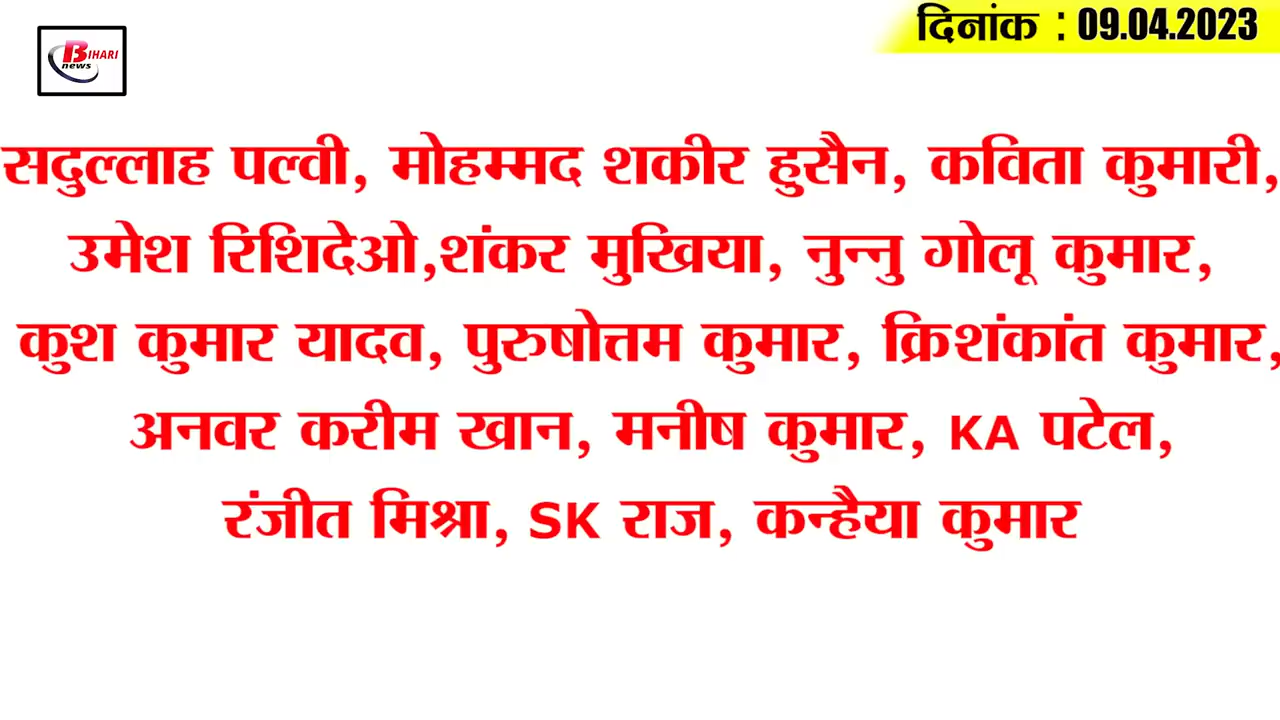 BIHARI
news
दिनांक : 09.04.2023
सदुल्लाह पल्वी, मोहम्मद शकीर हुसैन, कविता कुमारी,
उमेश रिशिदेओ,शंकर मुखिया, नुन्नु गोलू कुमार,
कुश कुमार यादव, पुरुषोत्तम कुमार, क्रिशंकांत कुमार,
अनवर करीम खान, मनीष कुमार, KA पटेल,
रंजीत मिश्रा, SK राज, कन्हैया कुमार